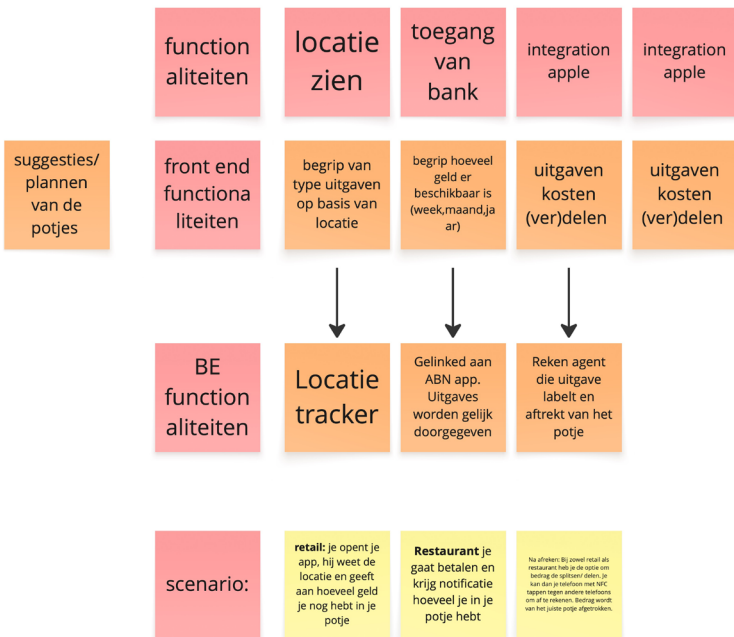 function
aliteiten
locatie
zien
toegang
van
bank
integration
apple
integration
apple
suggesties/
plannen
van de
potjes
front end
functiona
liteiten
begrip van
type uitgaven
op basis van
locatie
begrip hoeveel
geld er
beschikbaar is
(week,maand,ja
ar)
uitgaven
kosten
(ver)delen
uitgaven
kosten
(ver)delen
BE
function
aliteiten
Locatie
tracker
Gelinked aan
ABN app.
Uitgaves
worden gelijk
doorgegeven
Reken agent
die uitgave
labelt en
aftrekt van het
potje
scenario:
retail: je opent je
app, hij weet de
locatie en geeft
aan hoeveel geld
je nog hebt in je
potje
Restaurant je
gaat betalen en
krijg notificatie
hoeveel je in je
potje hebt
Na afreken: Bij zowel retail als
restaurant heb je de optie om
bedrag de splitsen/ delen. Je
kan dan je telefoon met NFC
tappen tegen andere telefoons
om af te rekenen. Bedrag wordt
van het juiste potje afgetrokken.